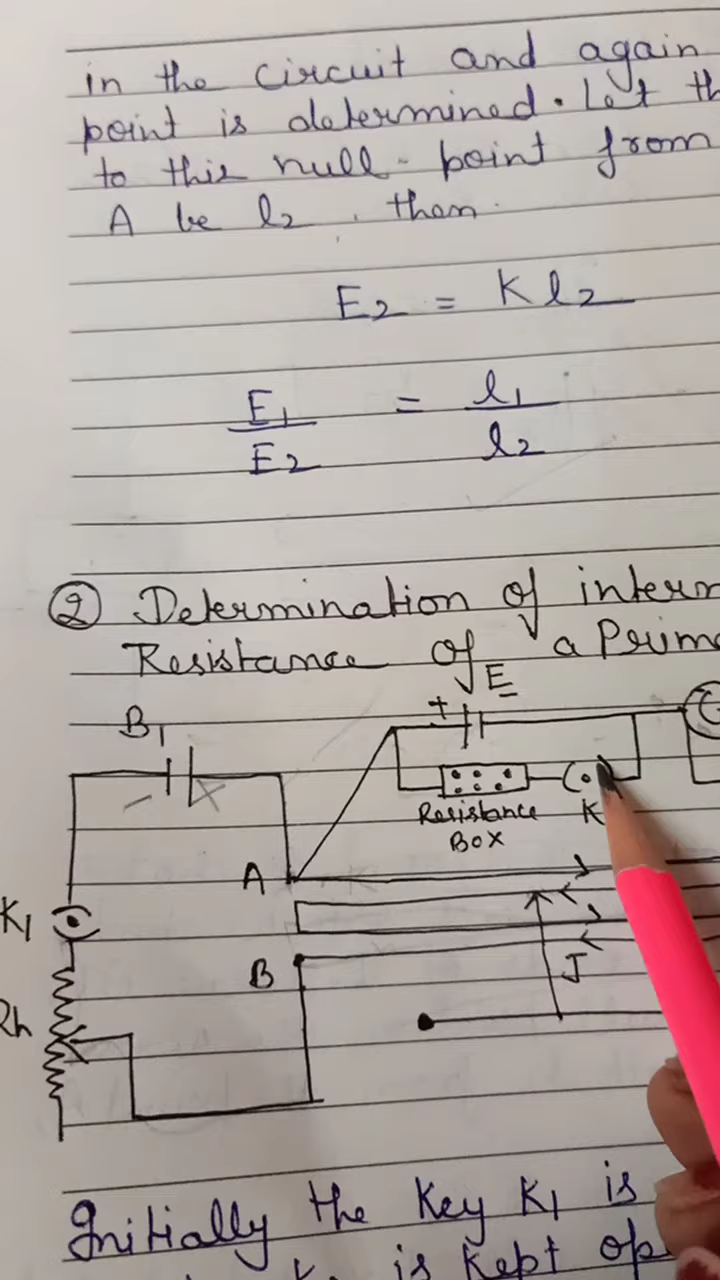 in the circuit and again
point is determined. Let th
to this null-point from
A be l2, then.
E2 = Kl2
E1/E2 = l1/l2
② Determination of intern
Resistance of a Prim
E
+
B1
Resistance
Box
K
A
K1
B
J
Rh
Initially the Key K1 is
is kept op